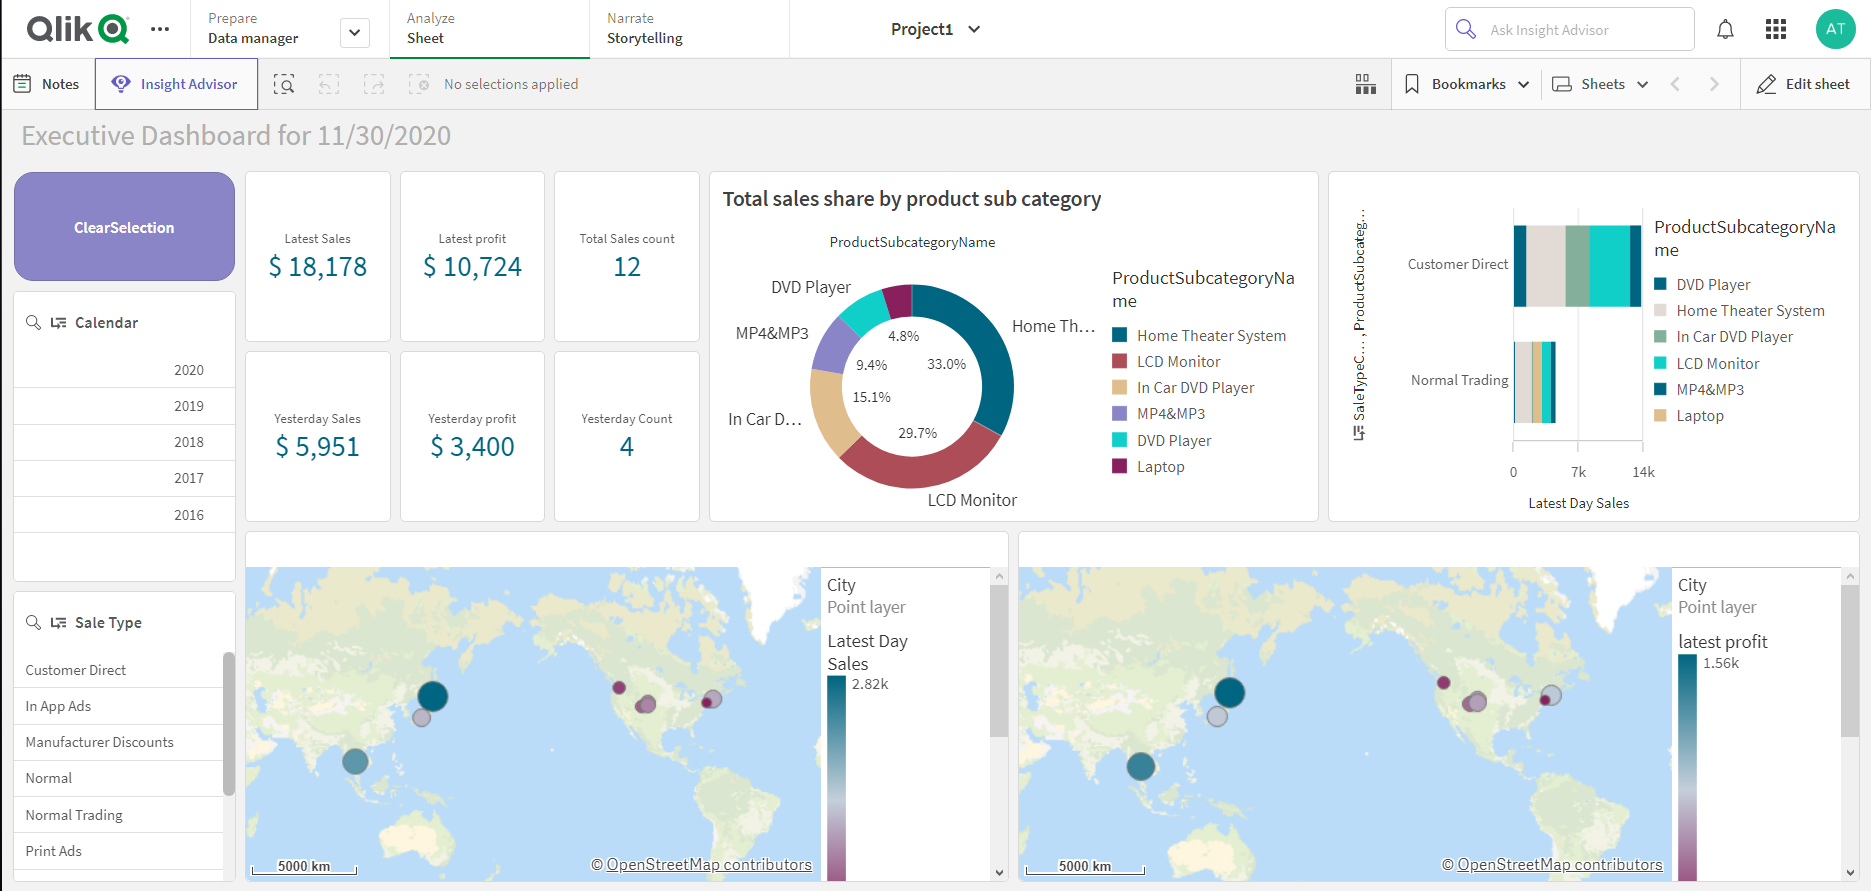 Qlik
Prepare
Data manager
Analyze
Sheet
Narrate
Storytelling
Project1
Ask Insight Advisor
AT
Notes
Insight Advisor
No selections applied
Bookmarks
Sheets
Edit sheet
Executive Dashboard for 11/30/2020
ClearSelection
Calendar
2020
2019
2018
2017
2016
Sale Type
Customer Direct
In App Ads
Manufacturer Discounts
Normal
Normal Trading
Print Ads
Latest Sales
$ 18,178
Latest profit
$ 10,724
Total Sales count
12
Yesterday Sales
$ 5,951
Yesterday profit
$ 3,400
Yesterday Count
4
Total sales share by product sub category
ProductSubcategoryName
DVD Player
MP4&MP3
In Car D...
LCD Monitor
Home Th...
4.8%
9.4%
33.0%
15.1%
29.7%
ProductSubcategoryNa
me
Home Theater System
LCD Monitor
In Car DVD Player
MP4&MP3
DVD Player
Laptop
SaleTypeC... , ProductSubcateg...
Customer Direct
Normal Trading
0
7k
14k
Latest Day Sales
ProductSubcategoryNa
me
DVD Player
Home Theater System
In Car DVD Player
LCD Monitor
MP4&MP3
Laptop
5000 km
© OpenStreetMap contributors
City
Point layer
Latest Day
Sales
2.82k
5000 km
© OpenStreetMap contributors
City
Point layer
latest profit
1.56k